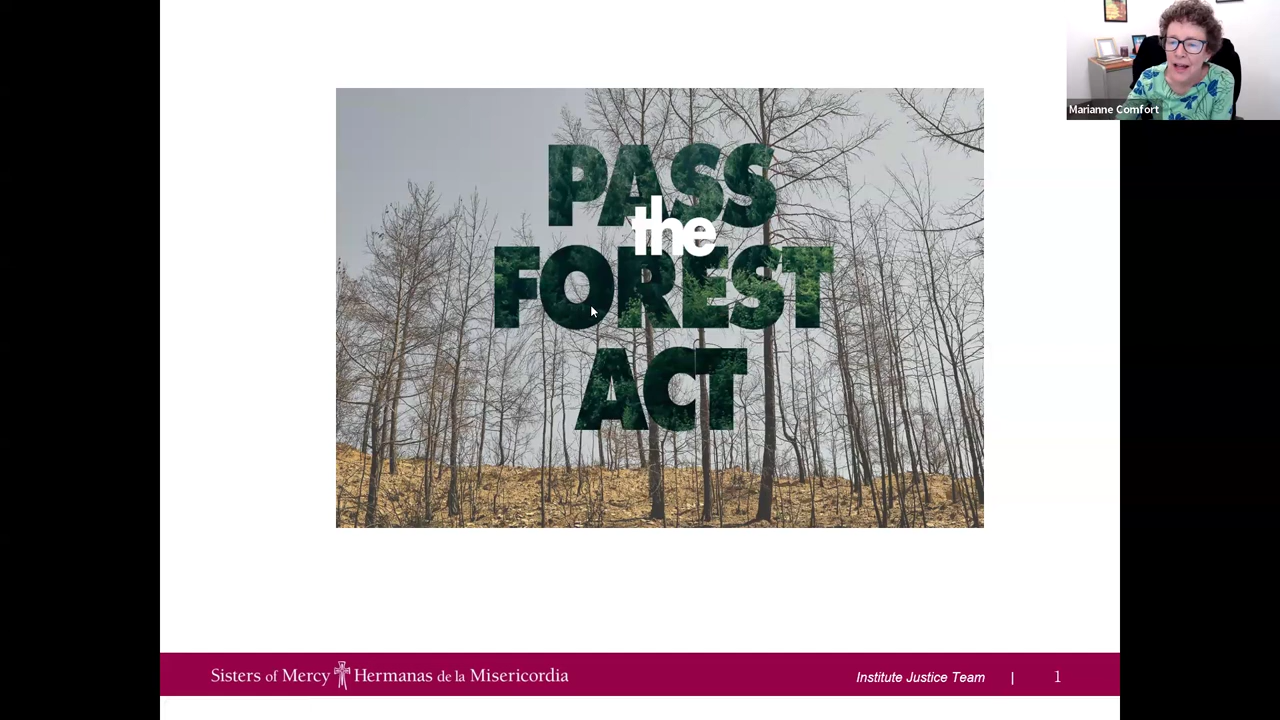 Marianne Comfort
PASS
the
FOREST
ACT
Sisters of Mercy Hermanas de la Misericordia
Institute Justice Team | 1